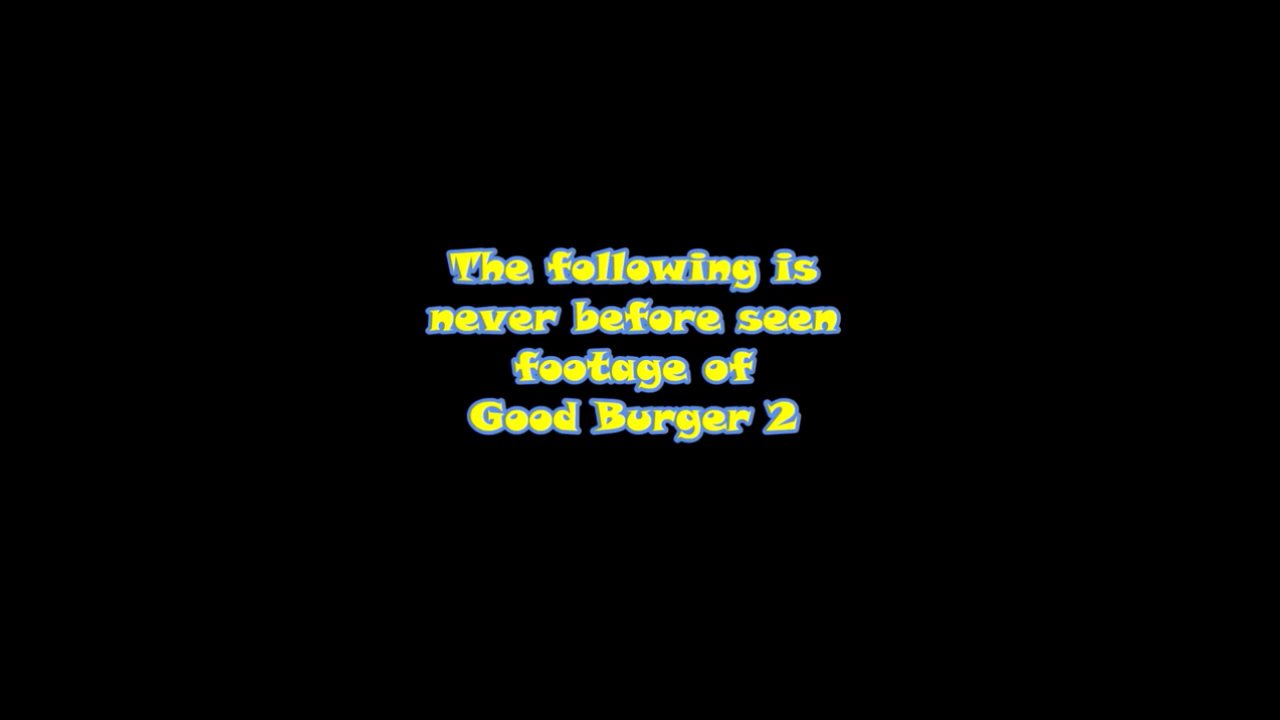 The following is
never before seen
footage of
Good Burger 2